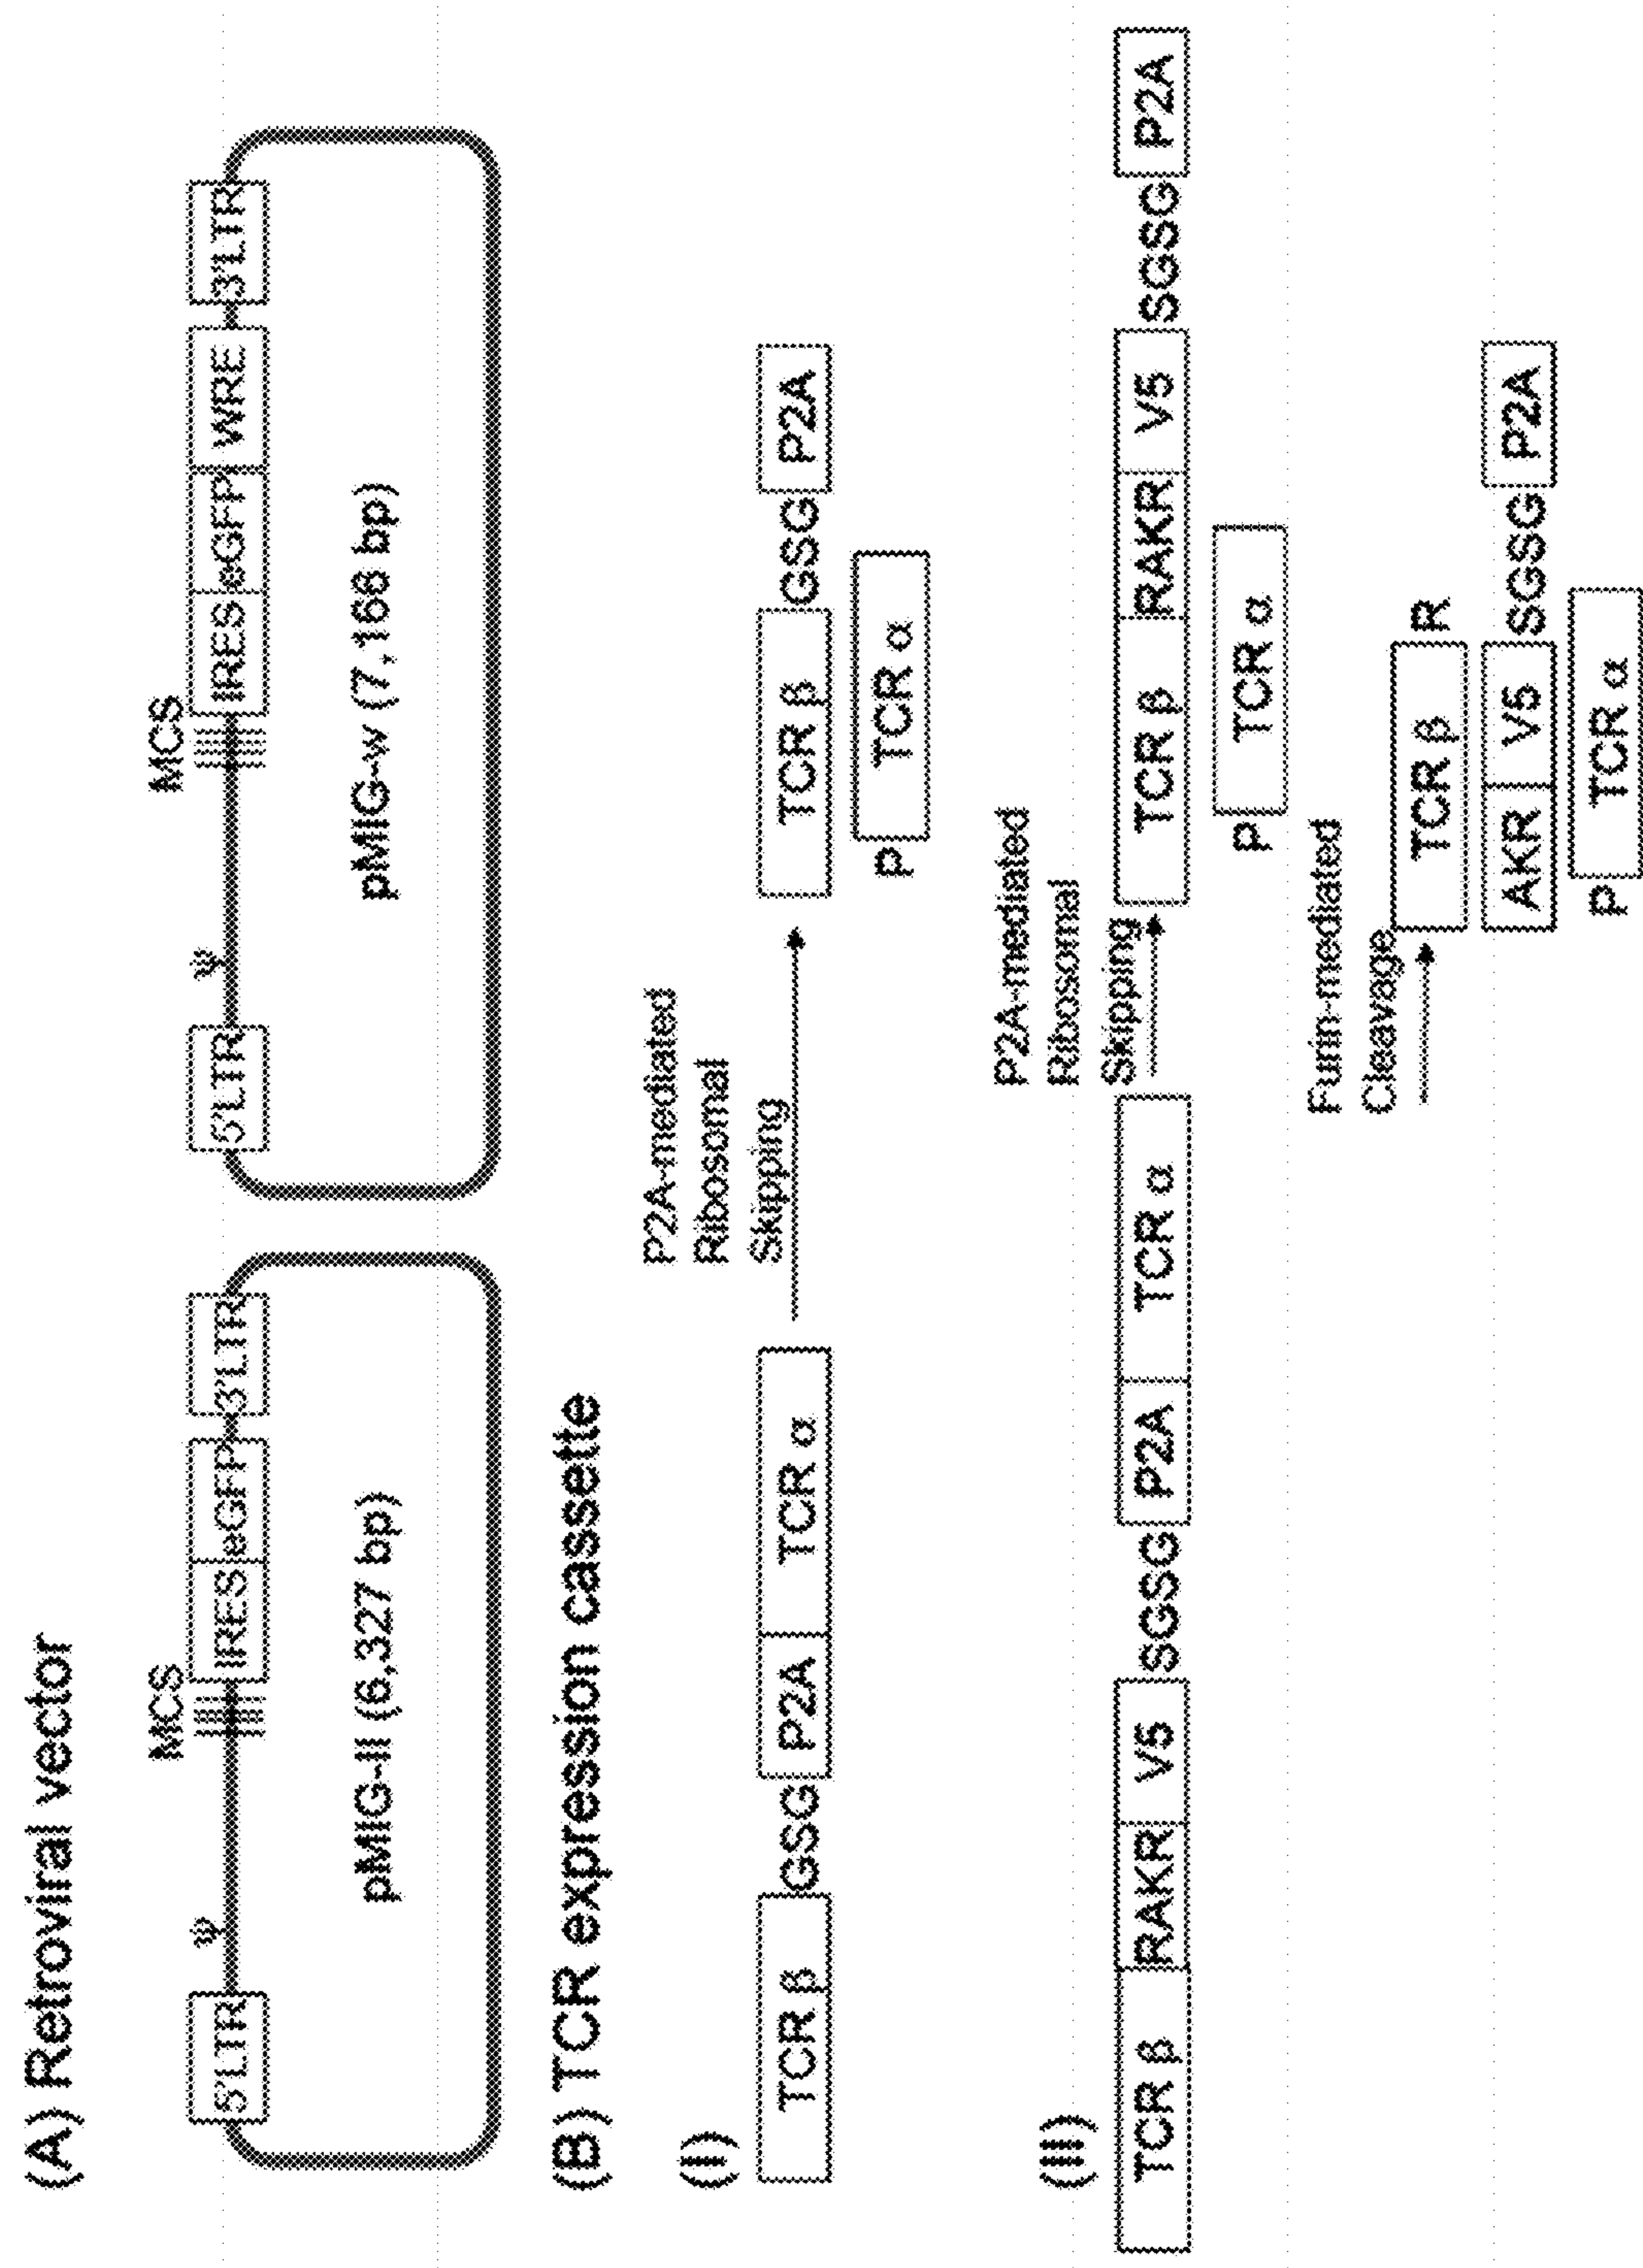 (A) Retroviral vector
MCS MCS
5'LTR Ψ IRES eGFP 3'LTR 5'LTR Ψ IRES eGFP WRE 3'LTR
pMIG-II (6,327 bp) pMIG-w (7,168 bp)
(B) TCR expression cassette
(I)
P2A-mediated
Ribosomal
Skipping
TCR β GSG P2A TCR α TCR β GSG P2A
P TCR α
(II)
P2A-mediated
Ribosomal
Skipping
TCR β RAKR V5 SGSG P2A TCR α TCR β RAKR V5 SGSG P2A
P TCR α
Furin-mediated
Cleavage
TCR β R
AKR V5 SGSG P2A
P TCR α